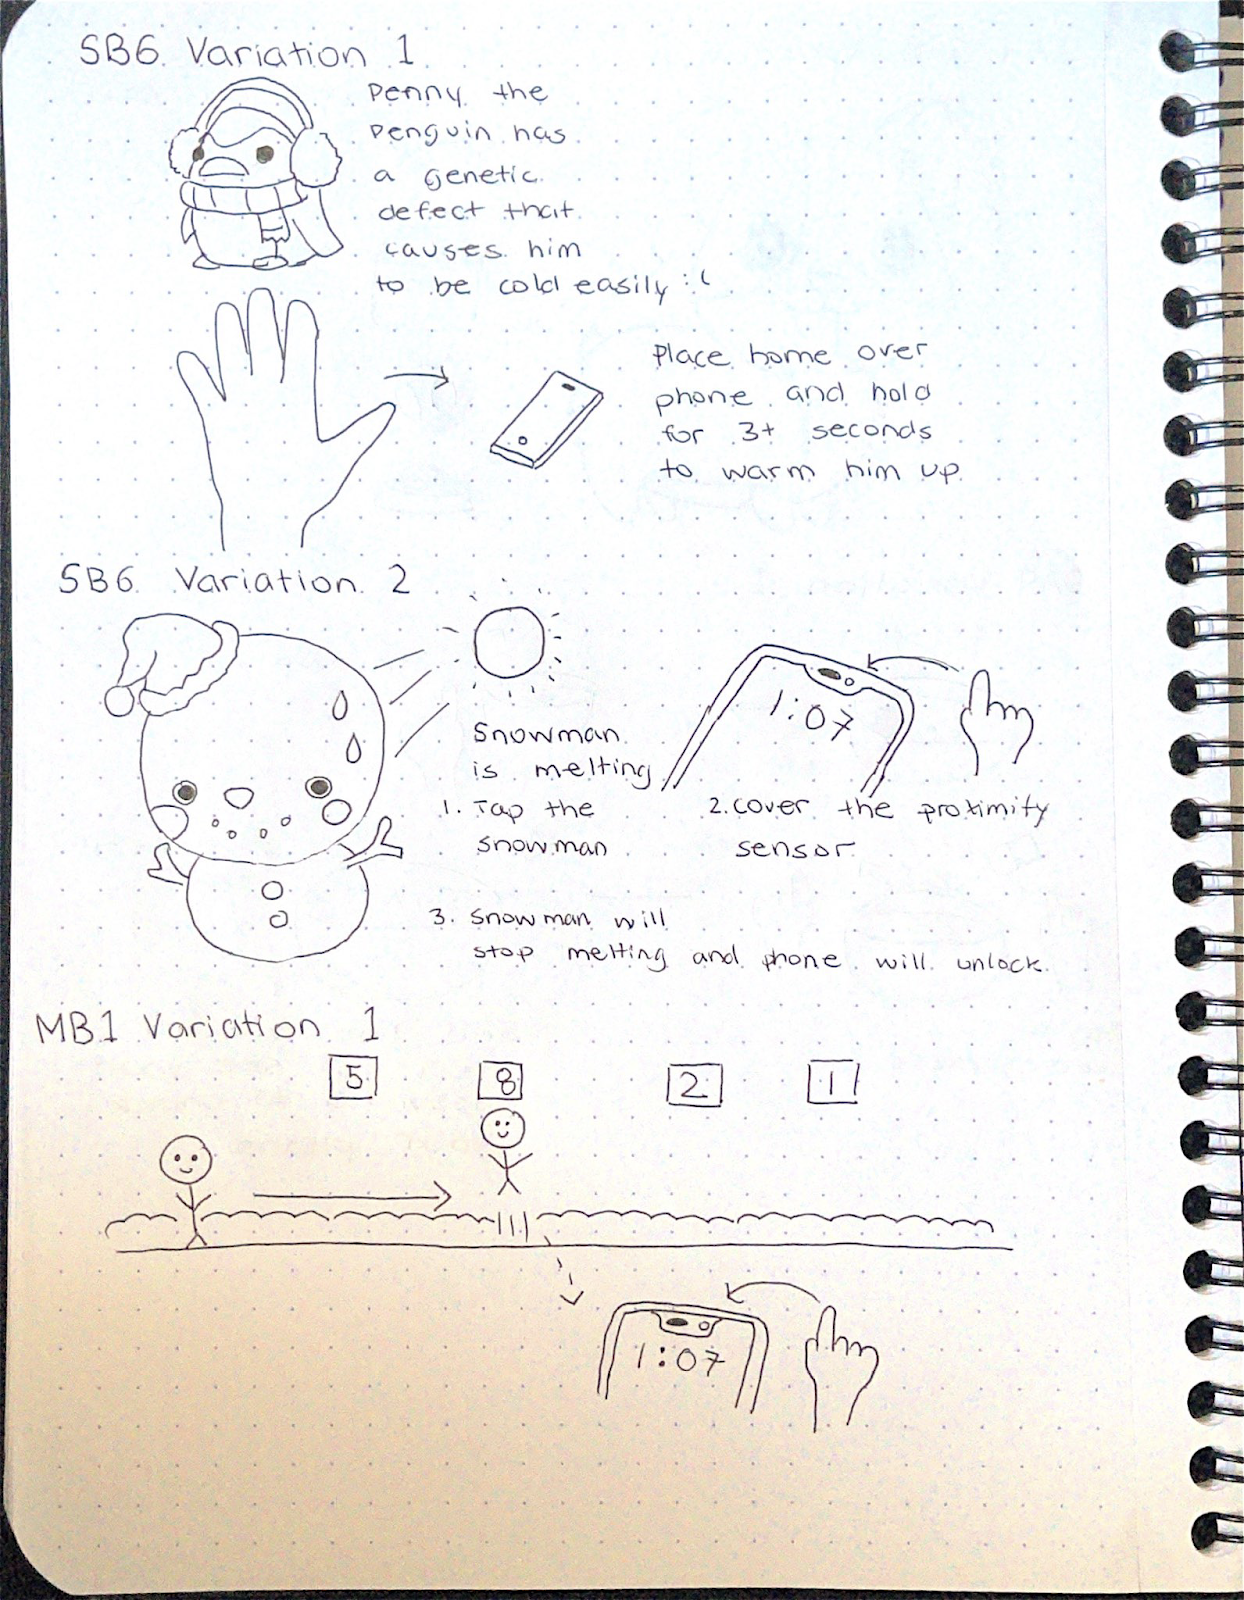 SB6 Variation 1
Penny the
Penguin has
a genetic
defect that
causes him
to be cold easily :(
Place home over
phone and hold
for 3+ seconds
to warm him up
SB6 Variation 2
Snowman
is melting
1. Tap the
snowman
1:07
2. cover the proximity
sensor
3. Snowman will
stop melting and phone will unlock.
MB1 Variation 1
5 8 2 1
1:07